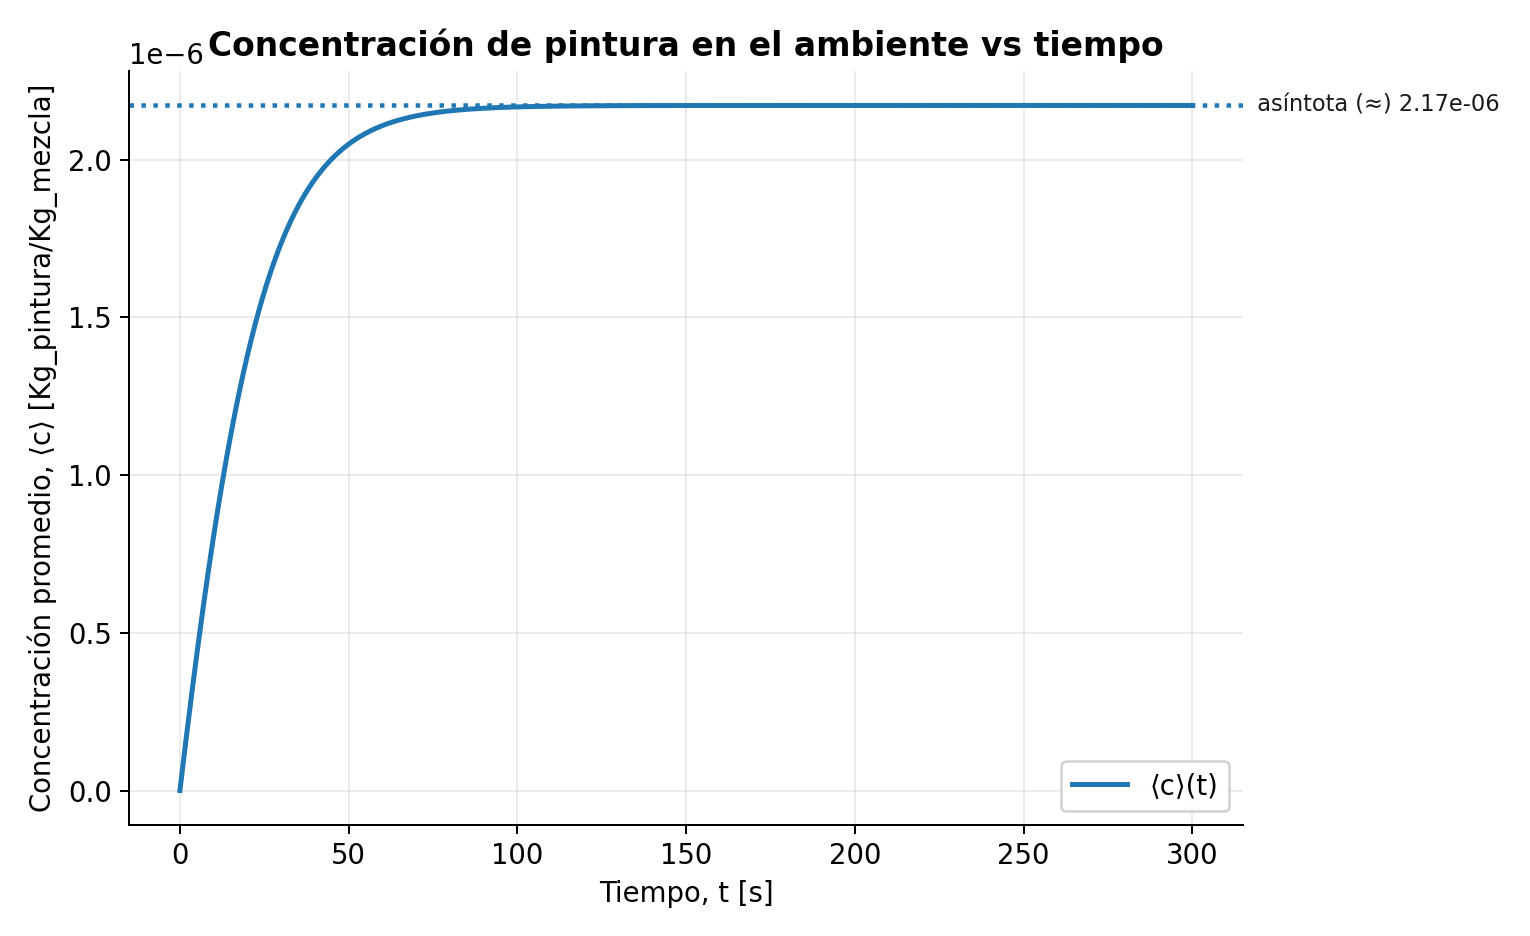 Concentración de pintura en el ambiente vs tiempo
1e−6
asíntota (≈) 2.17e-06
Concentración promedio, ⟨c⟩ [Kg_pintura/Kg_mezcla]
2.0
1.5
1.0
0.5
0.0
⟨c⟩(t)
0 50 100 150 200 250 300
Tiempo, t [s]